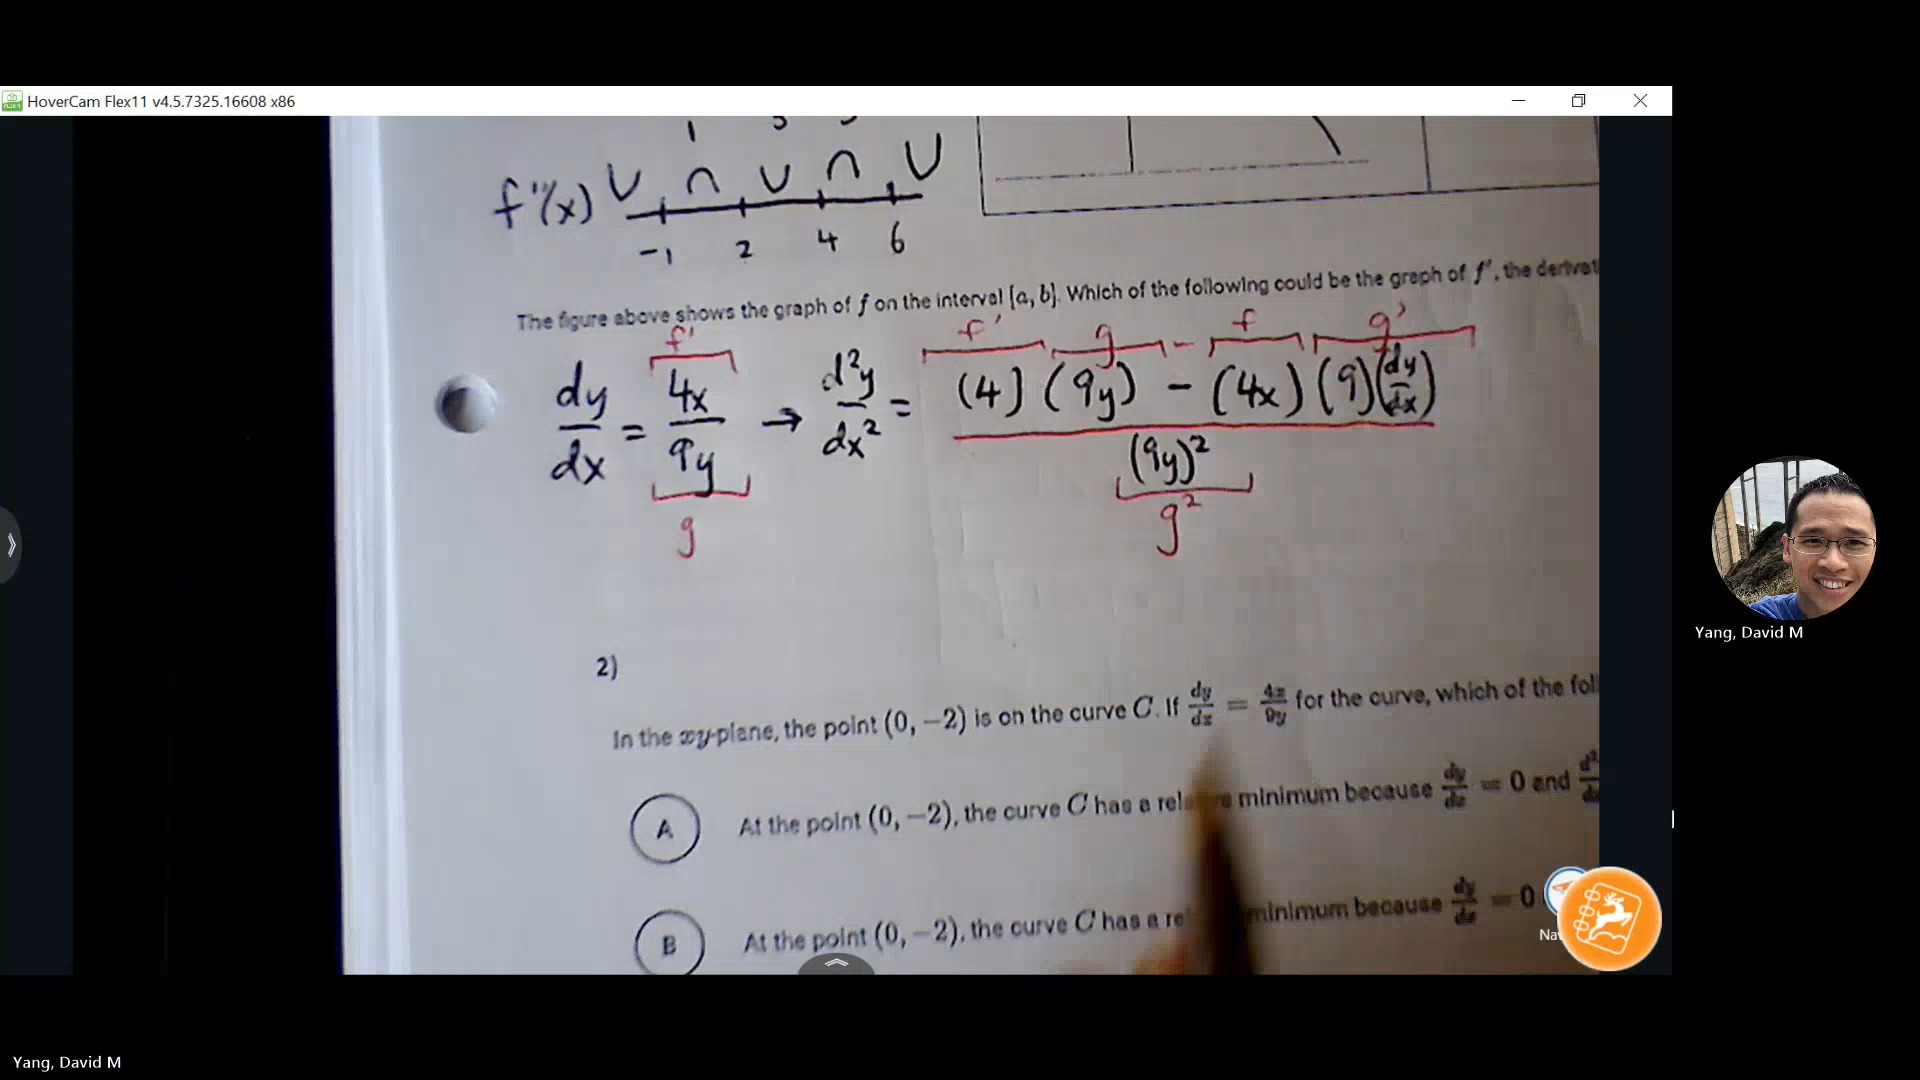 HoverCam Flex11 v4.5.7325.16608 x86
f''(x) ∪ ∩ ∪ ∩ ∪
-1 2 4 6
The figure above shows the graph of f on the interval [a, b]. Which of the following could be the graph of f', the derivat
f' f' g - f g'
dy/dx = 4x/9y → d²y/dx² = (4)(9y) - (4x)(9)(dy/dx) / (9y)²
g g²
2)
In the xy-plane, the point (0, −2) is on the curve C. If dy/dx = 4x/9y for the curve, which of the fol
A At the point (0, −2), the curve C has a relative minimum because dy/dx = 0 and
B At the point (0, −2), the curve C has a minimum because dy/dx = 0
Yang, David M
Yang, David M